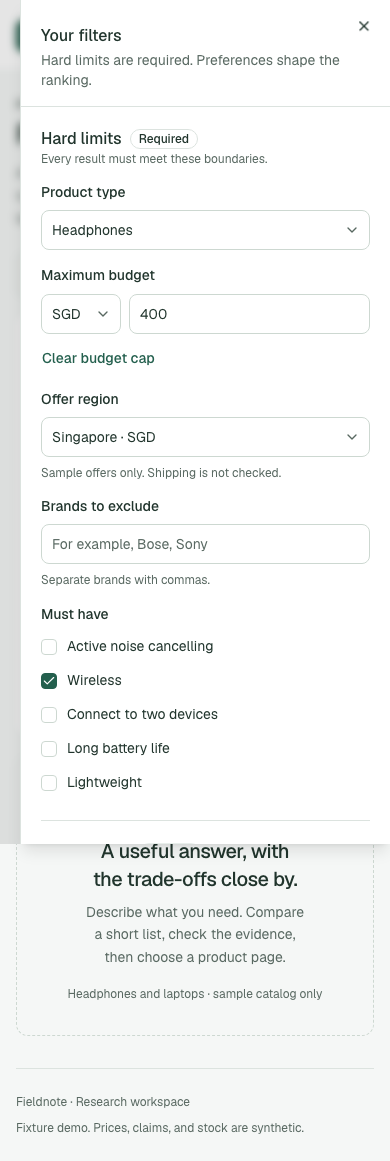 Your filters
Hard limits are required. Preferences shape the
ranking.
Hard limits Required
Every result must meet these boundaries.
Product type
Headphones
Maximum budget
SGD 400
Clear budget cap
Offer region
Singapore · SGD
Sample offers only. Shipping is not checked.
Brands to exclude
For example, Bose, Sony
Separate brands with commas.
Must have
Active noise cancelling
Wireless
Connect to two devices
Long battery life
Lightweight
A useful answer, with
the trade-offs close by.
Describe what you need. Compare
a short list, check the evidence,
then choose a product page.
Headphones and laptops · sample catalog only
Fieldnote · Research workspace
Fixture demo. Prices, claims, and stock are synthetic.